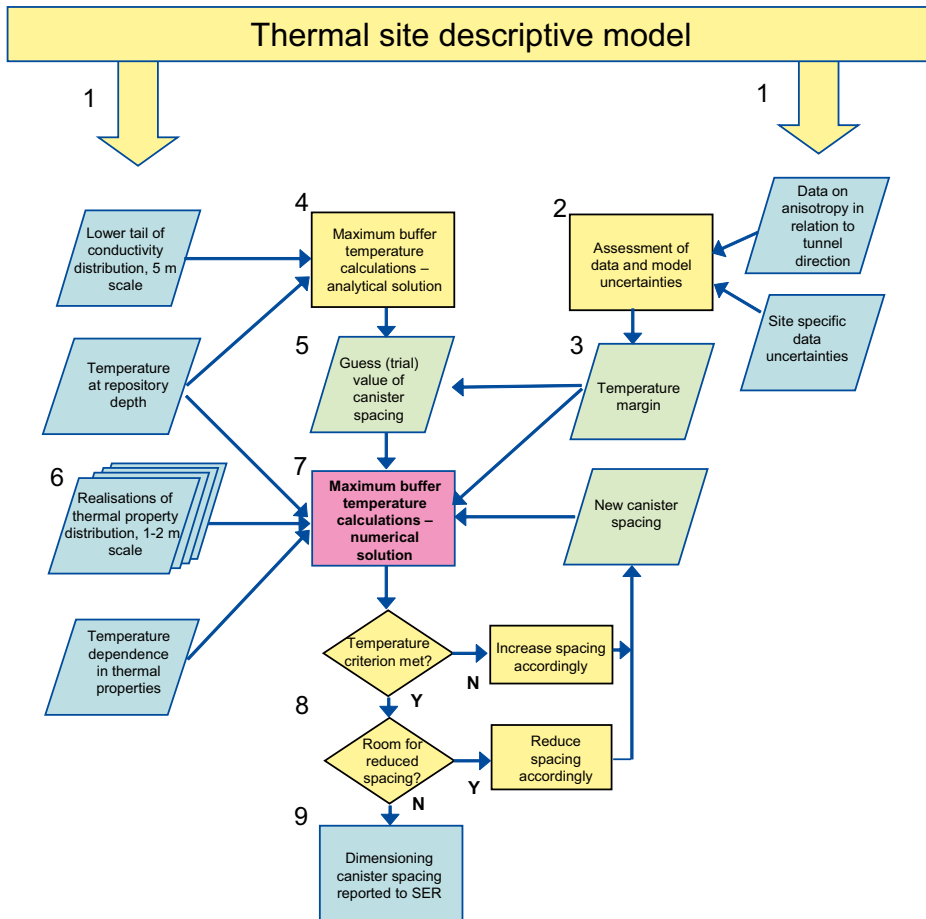 Thermal site descriptive model
1
1
Lower tail of
conductivity
distribution, 5 m
scale
4
Maximum buffer
temperature
calculations –
analytical solution
2
Assessment of
data and model
uncertainties
Data on
anisotropy in
relation to
tunnel
direction
Temperature
at repository
depth
5
Guess (trial)
value of
canister
spacing
3
Temperature
margin
Site specific
data
uncertainties
6
Realisations of
thermal property
distribution, 1-2 m
scale
7
Maximum buffer
temperature
calculations –
numerical
solution
New canister
spacing
Temperature
dependence in
thermal
properties
Temperature
criterion met?
N
Increase spacing
accordingly
Y
8
Room for
reduced
spacing?
Y
Reduce
spacing
accordingly
N
9
Dimensioning
canister spacing
reported to SER